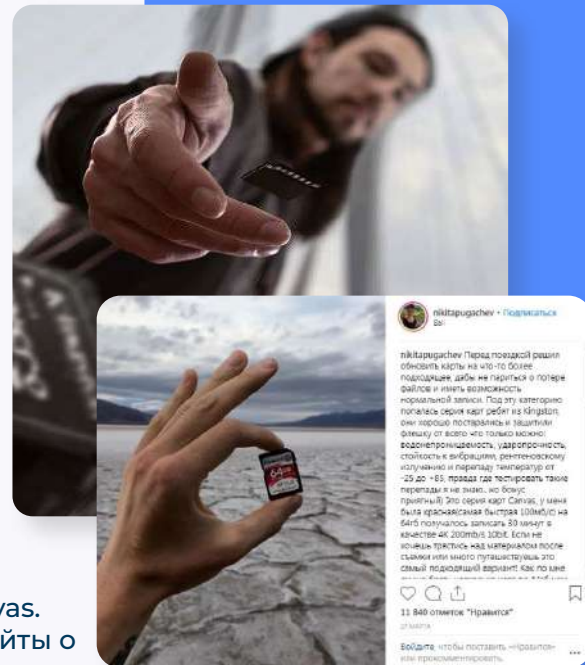 nikitapugachev • Подписаться
nikitapugachev Перед поездкой решил
обновить карты на что-то более
подходящее, дабы не париться о потере
файлов и иметь возможность
нормальной записи. Под эту категорию
попалась серия карт ребят из Kingston,
они хорошо постарались и защитили
флешку от всего что только можно:
водонепроницаемость, ударопрочность,
стойкость к вибрациям, рентгеновскому
излучению и перепаду температур от
-25 до +85, правда где тестировать такие
перепады я не знаю.. но бонус
приятный) Это серия карт Canvas, у меня
была красная(самая быстрая 100мб/с) на
64гб получалось записать 80 минут в
качестве 4K 200mb/s 10bit. Если не
хочешь трястись над материалом после
съемки или много путешествуешь это
самый подходящий вариант! Как по мне
64
11 840 отметок "Нравится"
27 МАРТА
Войдите, чтобы поставить «Нравится»
или прокомментировать.
vas.
йты о